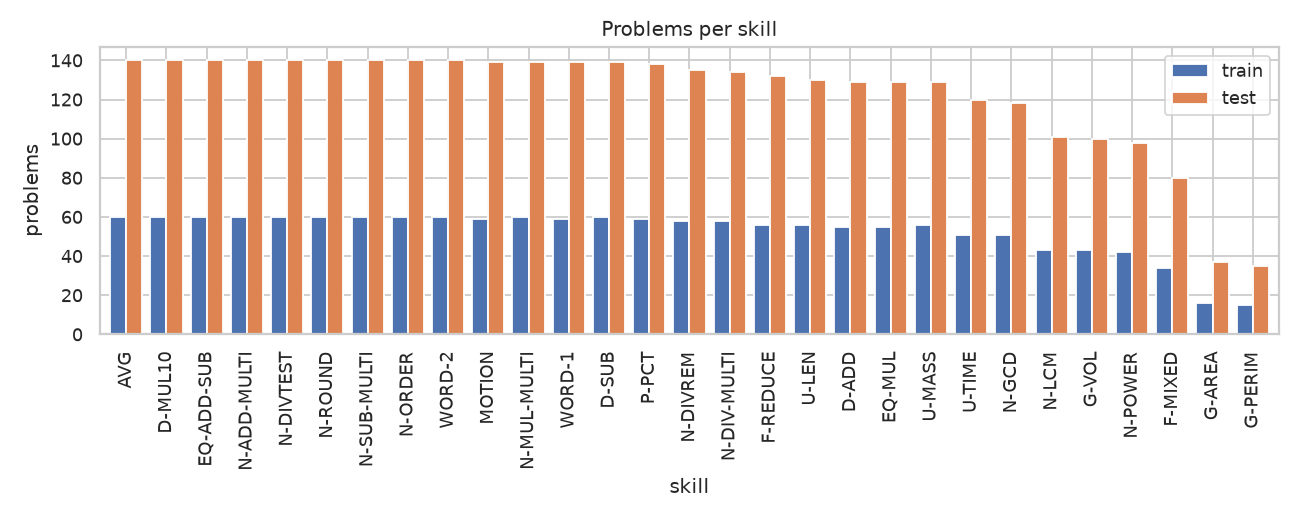 Problems per skill
train
test
problems
140
120
100
80
60
40
20
0
AVG
D-MUL10
EQ-ADD-SUB
N-ADD-MULTI
N-DIVTEST
N-ROUND
N-SUB-MULTI
N-ORDER
WORD-2
MOTION
N-MUL-MULTI
WORD-1
D-SUB
P-PCT
N-DIVREM
N-DIV-MULTI
F-REDUCE
U-LEN
D-ADD
EQ-MUL
U-MASS
U-TIME
N-GCD
N-LCM
G-VOL
N-POWER
F-MIXED
G-AREA
G-PERIM
skill